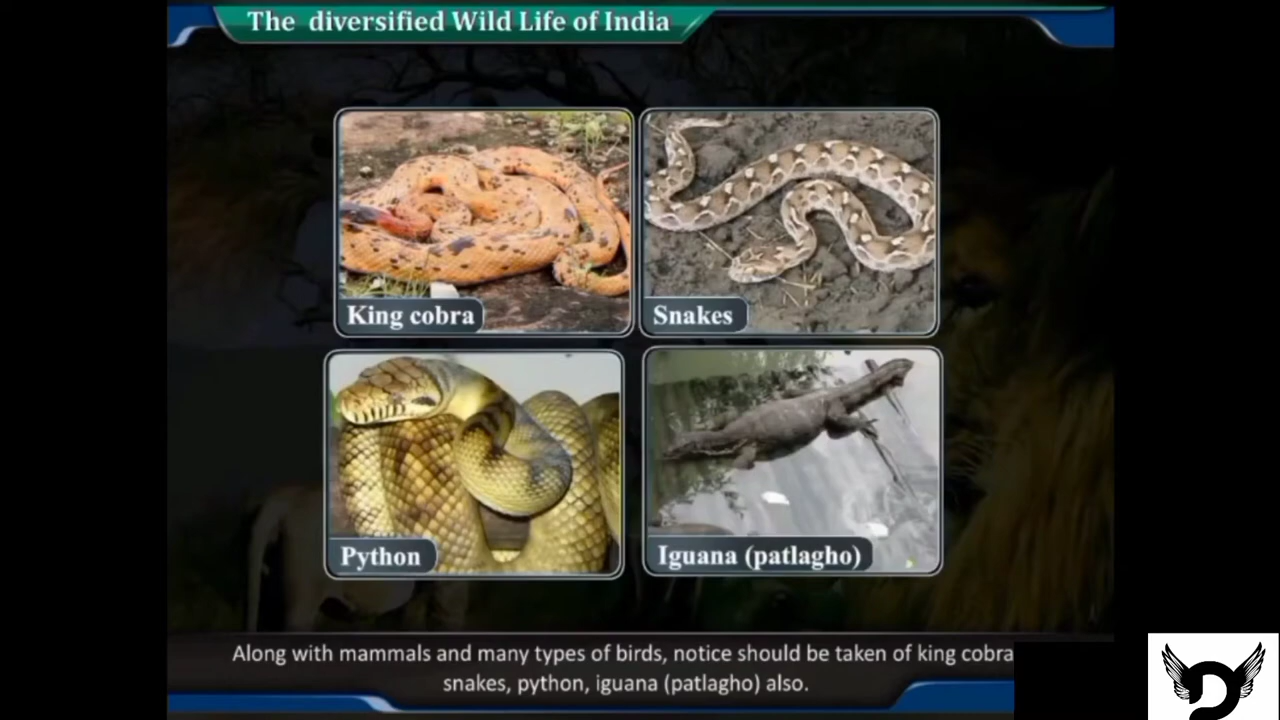 The diversified Wild Life of India
King cobra
Snakes
Python
Iguana (patlagho)
Along with mammals and many types of birds, notice should be taken of king cobra
snakes, python, iguana (patlagho) also.